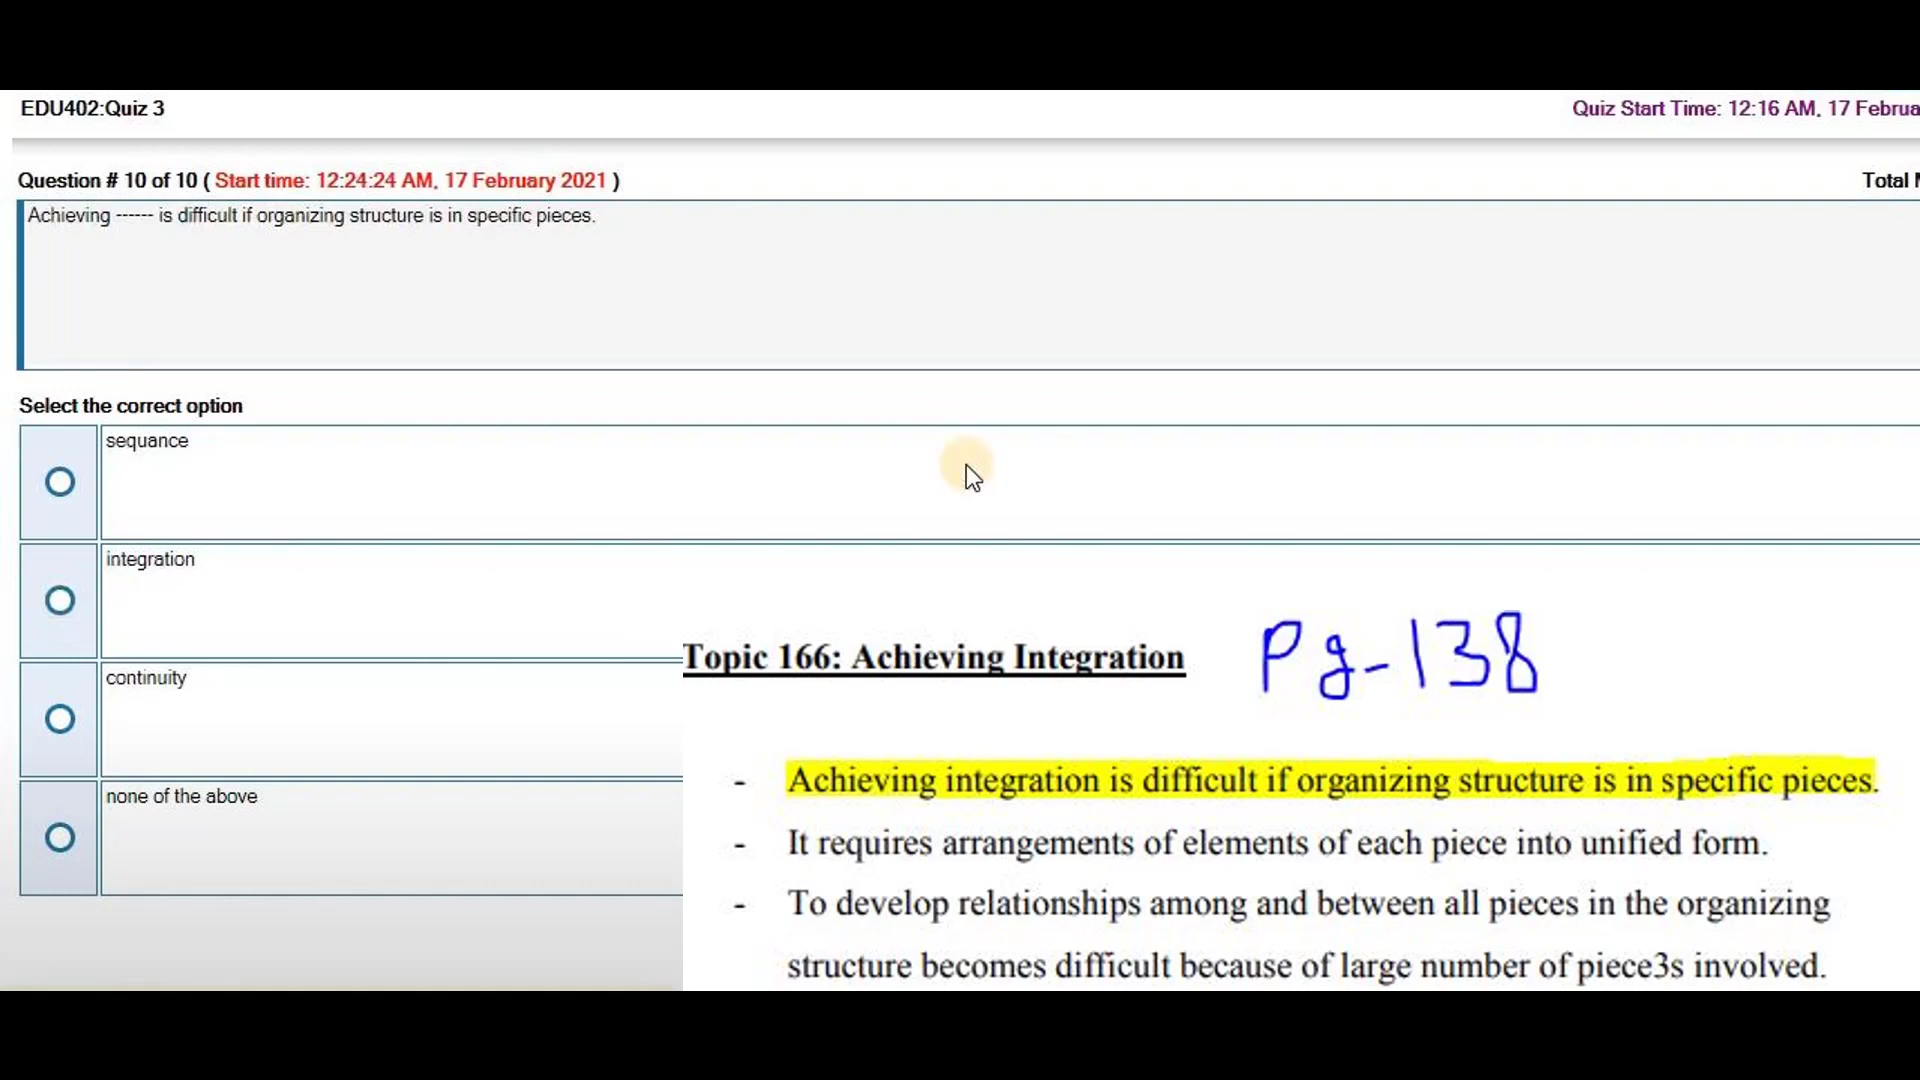 EDU402:Quiz 3
Quiz Start Time: 12:16 AM, 17 Februa
Question # 10 of 10 ( Start time: 12:24:24 AM, 17 February 2021 )
Total
Achieving ------ is difficult if organizing structure is in specific pieces.
Select the correct option
sequance
integration
continuity
none of the above
Topic 166: Achieving Integration
Pg-138
- Achieving integration is difficult if organizing structure is in specific pieces.
- It requires arrangements of elements of each piece into unified form.
- To develop relationships among and between all pieces in the organizing
structure becomes difficult because of large number of piece3s involved.